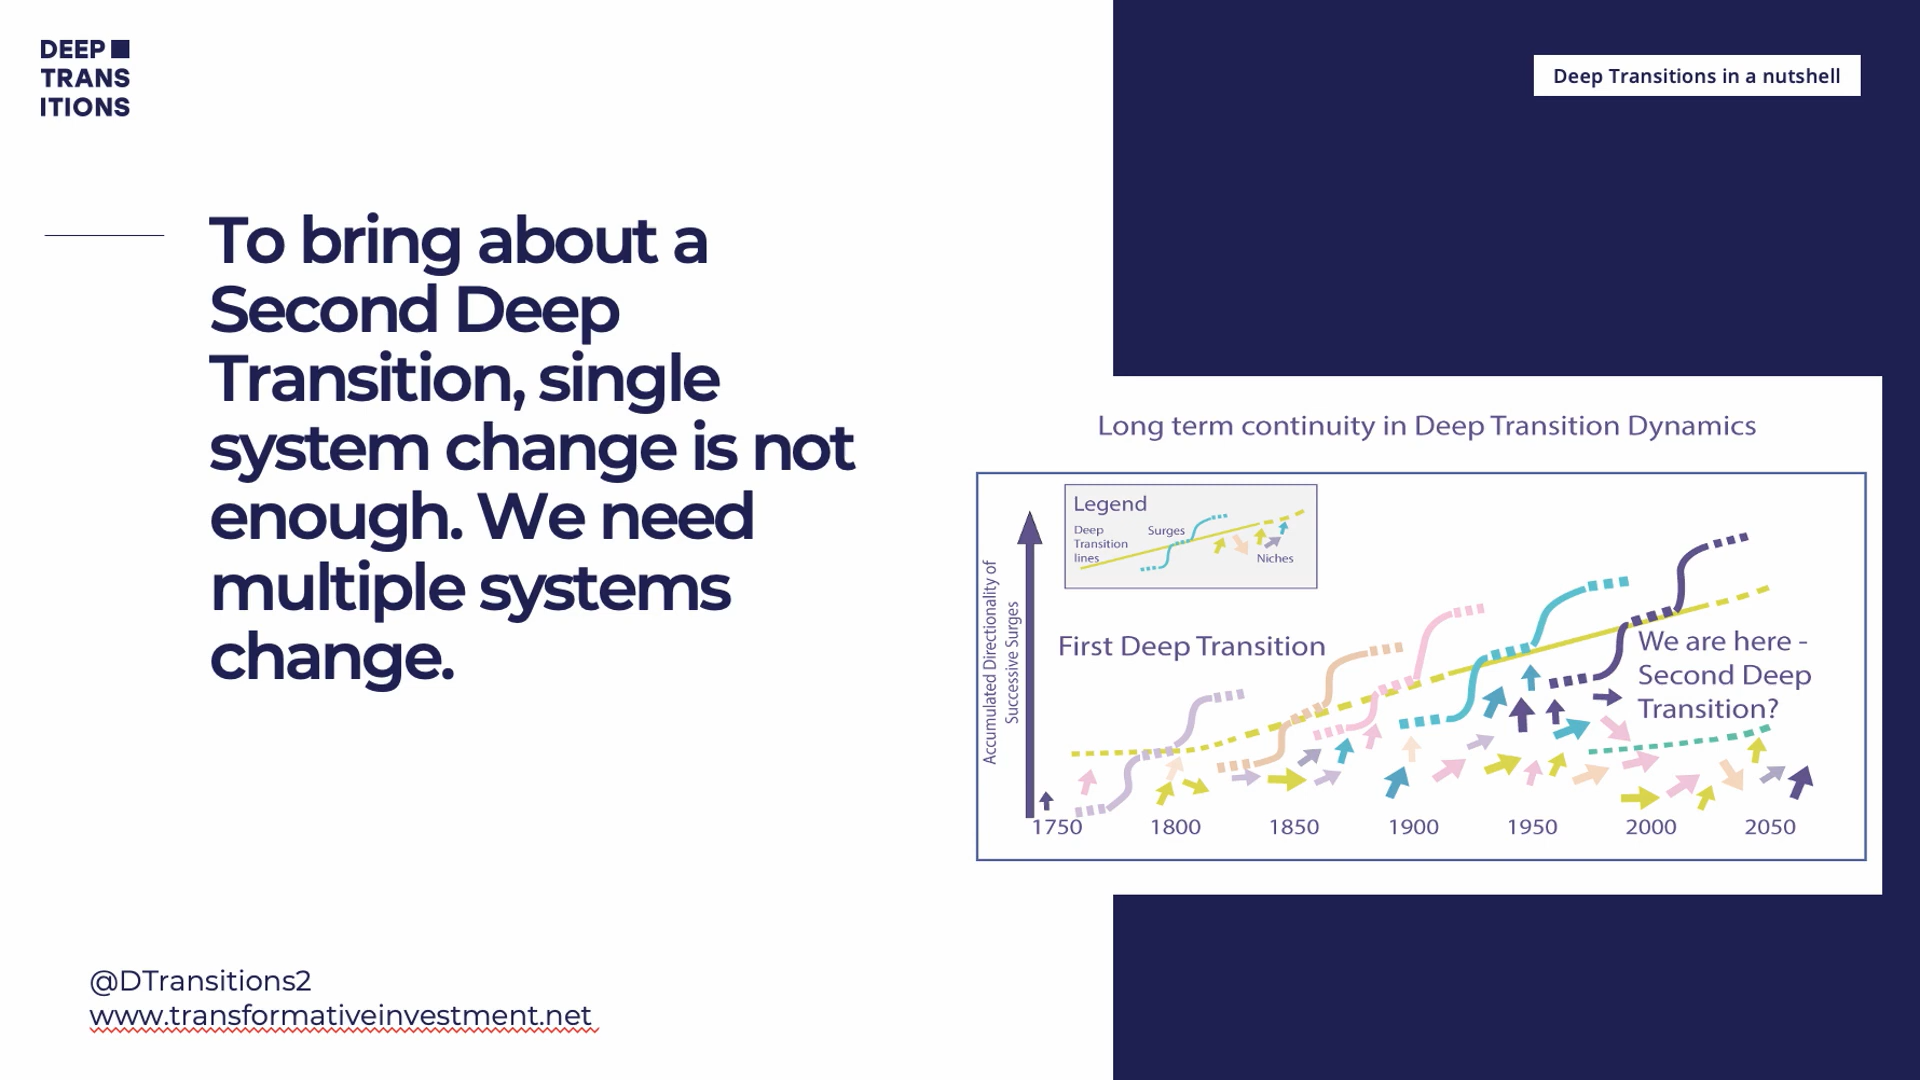 DEEP
TRANS
ITIONS
Deep Transitions in a nutshell
To bring about a
Second Deep
Transition, single
system change is not
enough. We need
multiple systems
change.
Long term continuity in Deep Transition Dynamics
Legend
Deep
Transition
lines
Surges
Niches
Accumulated Directionality of
Successive Surges
First Deep Transition
We are here -
Second Deep
Transition?
1750 1800 1850 1900 1950 2000 2050
@DTransitions2
www.transformativeinvestment.net